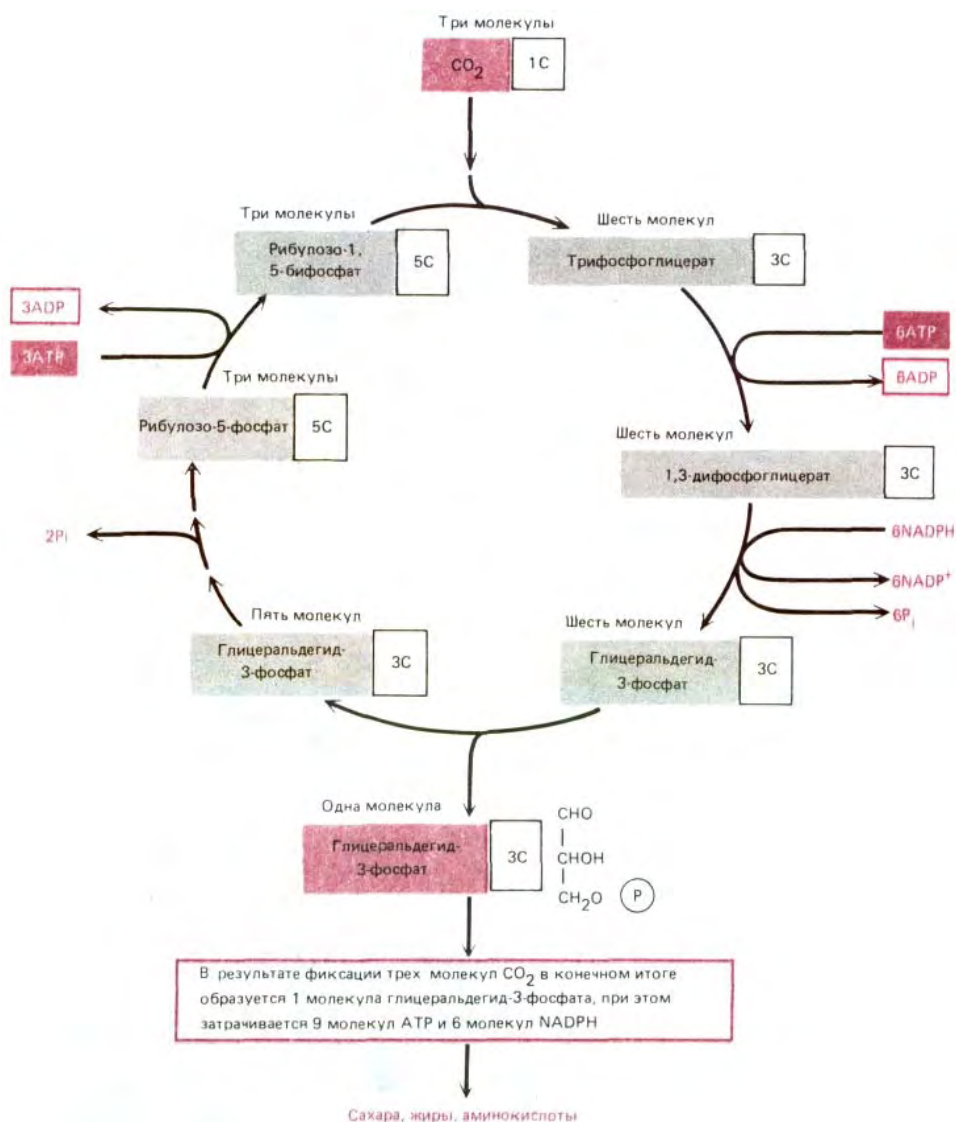 Три молекулы
CO₂ 1C
Три молекулы
Рибулозо-1,
5-бифосфат
5C
Шесть молекул
Трифосфоглицерат 3C
3ADP
3ATP
6ATP
6ADP
Три молекулы
Рибулозо-5-фосфат 5C
Шесть молекул
1,3-дифосфоглицерат 3C
2Pi
6NADPH
6NADP⁺
6Pi
Пять молекул
Глицеральдегид-
3-фосфат
3C
Шесть молекул
Глицеральдегид-
3-фосфат
3C
Одна молекула
Глицеральдегид-
3-фосфат
3C
CHO
CHOH
CH₂O P
В результате фиксации трех молекул CO₂ в конечном итоге
образуется 1 молекула глицеральдегид-3-фосфата, при этом
затрачивается 9 молекул ATP и 6 молекул NADPH
Сахара, жиры, аминокислоты